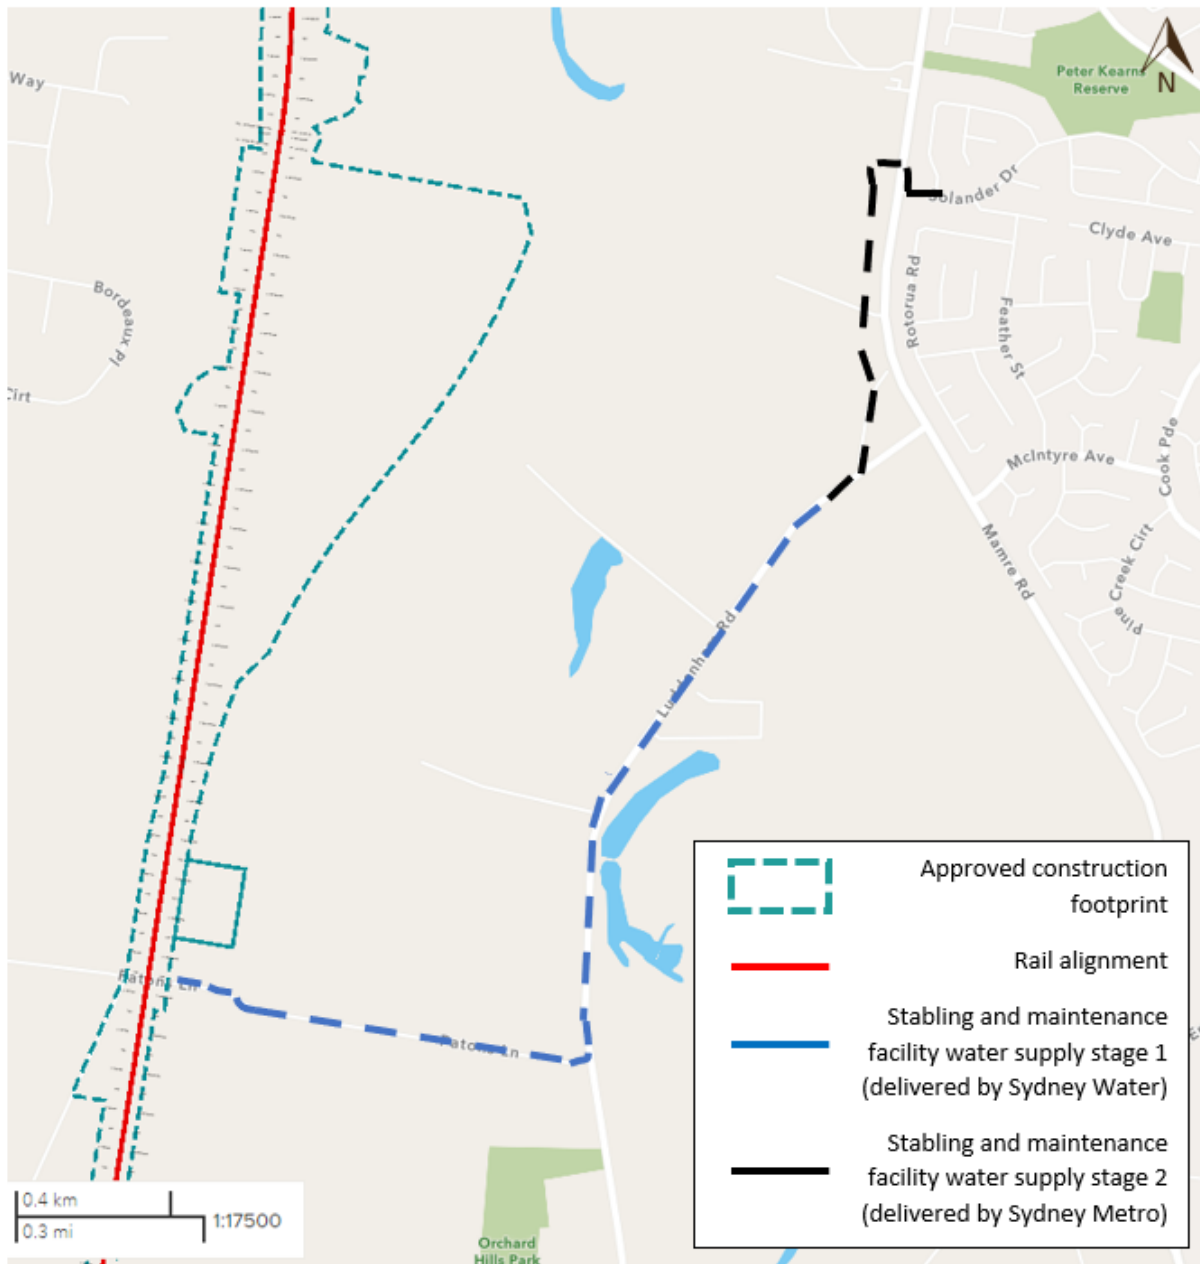 Way
Peter Kearns
Reserve
N
Solander Dr
Clyde Ave
Bordeaux Pl
Rotorua Rd
Feather St
Cirt
McIntyre Ave
Cook Pde
Mamre Rd
Pine Creek Cirt
Luddenham Rd
Patons Ln
Patons Ln
Approved construction
footprint
Rail alignment
Stabling and maintenance
facility water supply stage 1
(delivered by Sydney Water)
Stabling and maintenance
facility water supply stage 2
(delivered by Sydney Metro)
0.4 km
0.3 mi
1:17500
Orchard
Hills Park